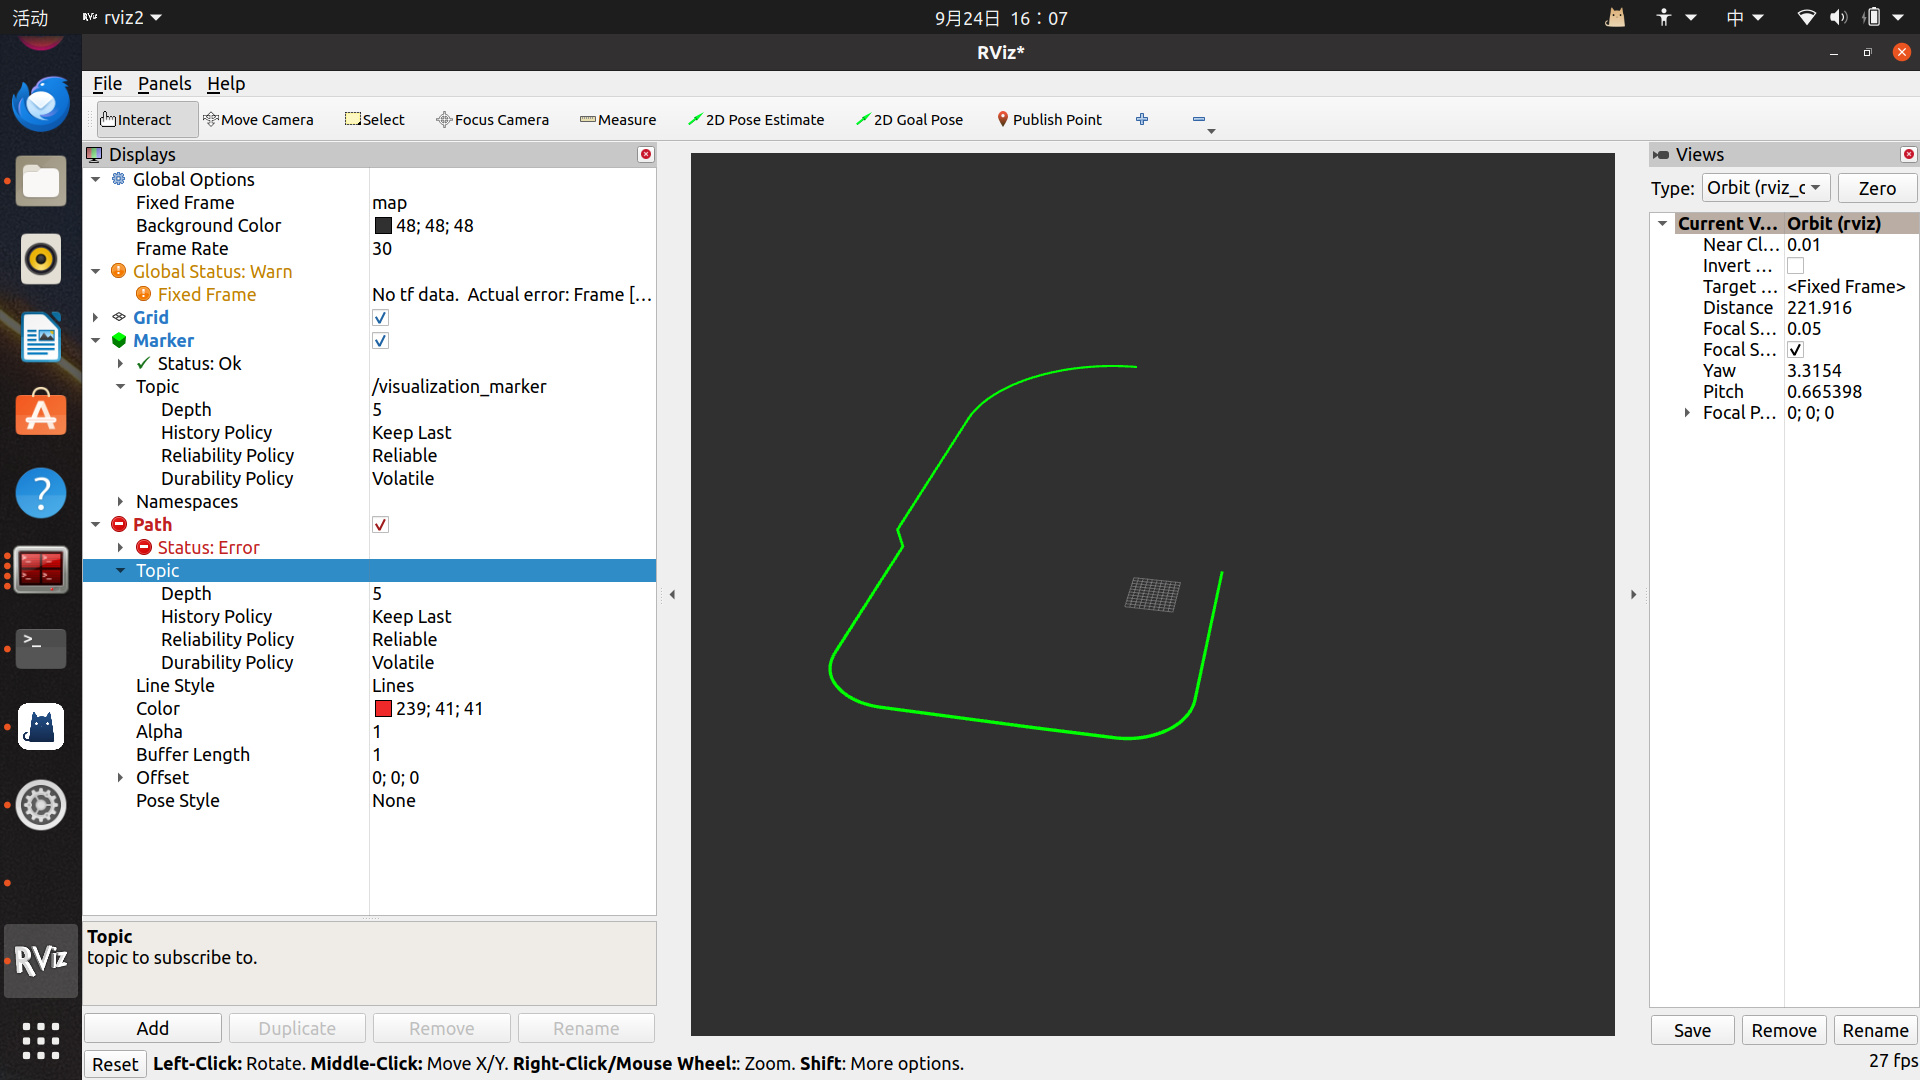 活动 rviz2 9月24日 16：07 中
RViz*
File Panels Help
Interact Move Camera Select Focus Camera Measure 2D Pose Estimate 2D Goal Pose Publish Point
Displays
Global Options
Fixed Frame map
Background Color 48; 48; 48
Frame Rate 30
Global Status: Warn
Fixed Frame No tf data.  Actual error: Frame [...
Grid
Marker
Status: Ok
Topic /visualization_marker
Depth 5
History Policy Keep Last
Reliability Policy Reliable
Durability Policy Volatile
Namespaces
Path
Status: Error
Topic
Depth 5
History Policy Keep Last
Reliability Policy Reliable
Durability Policy Volatile
Line Style Lines
Color 239; 41; 41
Alpha 1
Buffer Length 1
Offset 0; 0; 0
Pose Style None
Topic
topic to subscribe to.
Add Duplicate Remove Rename
Reset Left-Click: Rotate. Middle-Click: Move X/Y. Right-Click/Mouse Wheel:: Zoom. Shift: More options.
Views
Type: Orbit (rviz_c Zero
Current V... Orbit (rviz)
Near Cl... 0.01
Invert ...
Target ... <Fixed Frame>
Distance 221.916
Focal S... 0.05
Focal S...
Yaw 3.3154
Pitch 0.665398
Focal P... 0; 0; 0
Save Remove Rename
27 fps
RViz